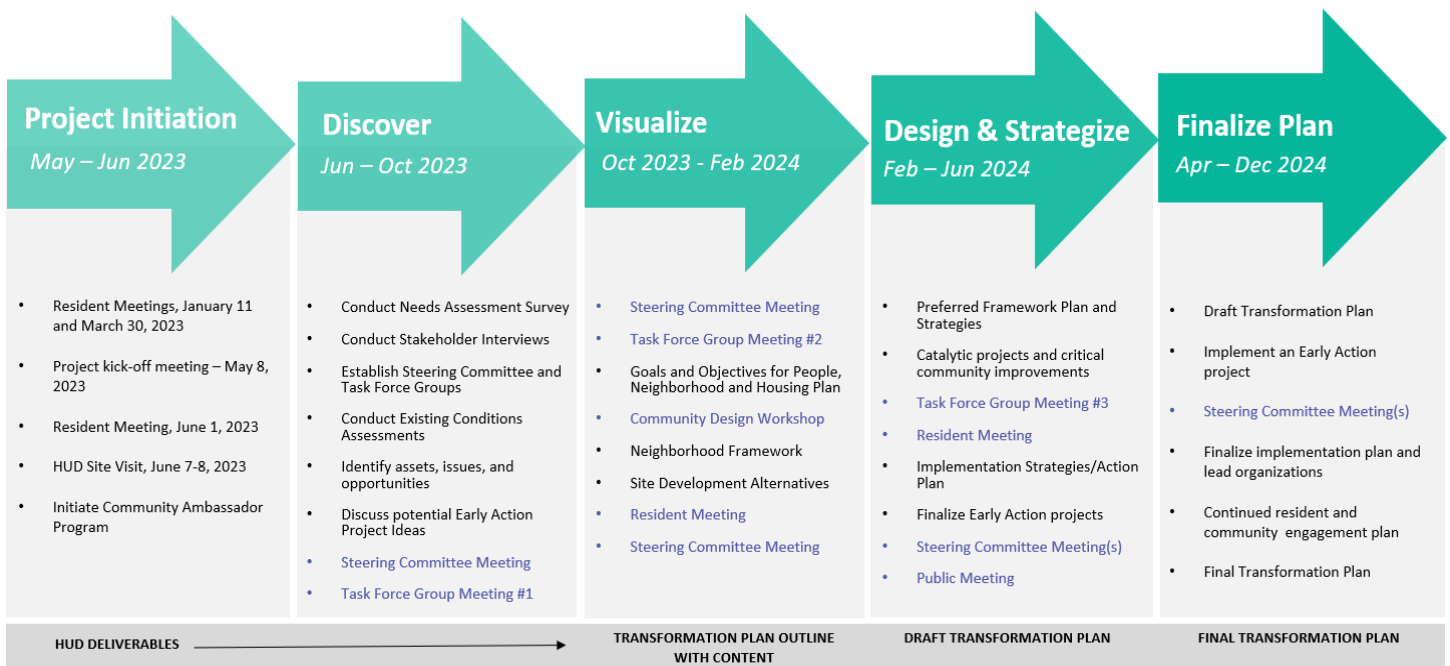 Project Initiation
May – Jun 2023
• Resident Meetings, January 11
and March 30, 2023
• Project kick-off meeting – May 8,
2023
• Resident Meeting, June 1, 2023
• HUD Site Visit, June 7-8, 2023
• Initiate Community Ambassador
Program
Discover
Jun – Oct 2023
• Conduct Needs Assessment Survey
• Conduct Stakeholder Interviews
• Establish Steering Committee and
Task Force Groups
• Conduct Existing Conditions
Assessments
• Identify assets, issues, and
opportunities
• Discuss potential Early Action
Project Ideas
• Steering Committee Meeting
• Task Force Group Meeting #1
Visualize
Oct 2023 - Feb 2024
• Steering Committee Meeting
• Task Force Group Meeting #2
• Goals and Objectives for People,
Neighborhood and Housing Plan
• Community Design Workshop
• Neighborhood Framework
• Site Development Alternatives
• Resident Meeting
• Steering Committee Meeting
Design & Strategize
Feb – Jun 2024
• Preferred Framework Plan and
Strategies
• Catalytic projects and critical
community improvements
• Task Force Group Meeting #3
• Resident Meeting
• Implementation Strategies/Action
Plan
• Finalize Early Action projects
• Steering Committee Meeting(s)
• Public Meeting
Finalize Plan
Apr – Dec 2024
• Draft Transformation Plan
• Implement an Early Action
project
• Steering Committee Meeting(s)
• Finalize implementation plan and
lead organizations
• Continued resident and
community engagement plan
• Final Transformation Plan
HUD DELIVERABLES
TRANSFORMATION PLAN OUTLINE
WITH CONTENT
DRAFT TRANSFORMATION PLAN
FINAL TRANSFORMATION PLAN